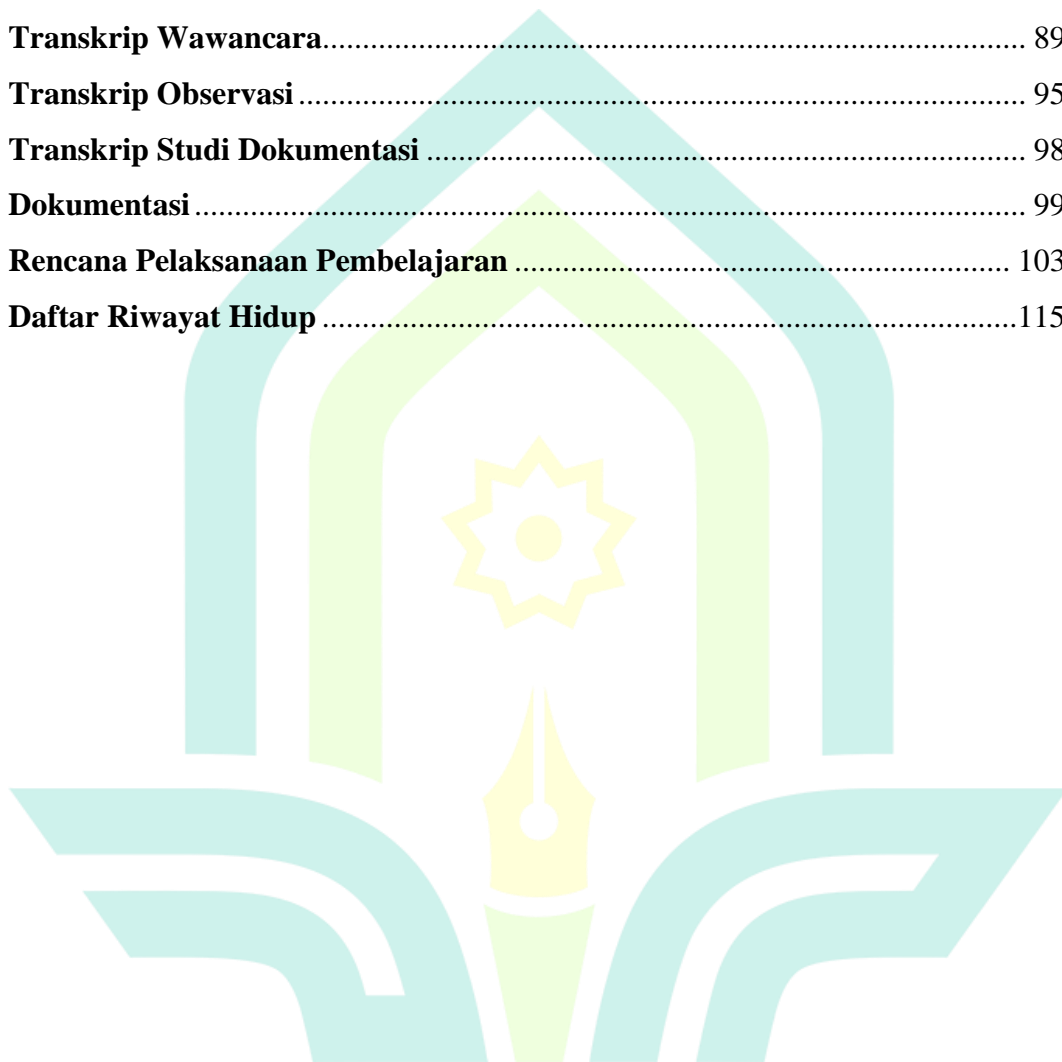 Transkrip Wawancara........................................................................................ 89
Transkrip Observasi........................................................................................... 95
Transkrip Studi Dokumentasi........................................................................... 98
Dokumentasi........................................................................................................ 99
Rencana Pelaksanaan Pembelajaran.............................................................. 103
Daftar Riwayat Hidup.......................................................................................115